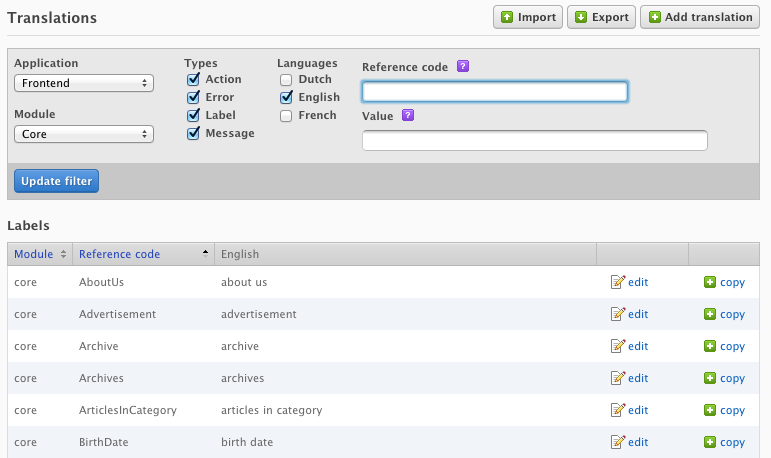 Translations
Import
Export
Add translation
Application
Frontend
Module
Core
Types
Action
Error
Label
Message
Languages
Dutch
English
French
Reference code ?
Value ?
Update filter
Labels
Module Reference code English
core AboutUs about us edit copy
core Advertisement advertisement edit copy
core Archive archive edit copy
core Archives archives edit copy
core ArticlesInCategory articles in category edit copy
core BirthDate birth date edit copy